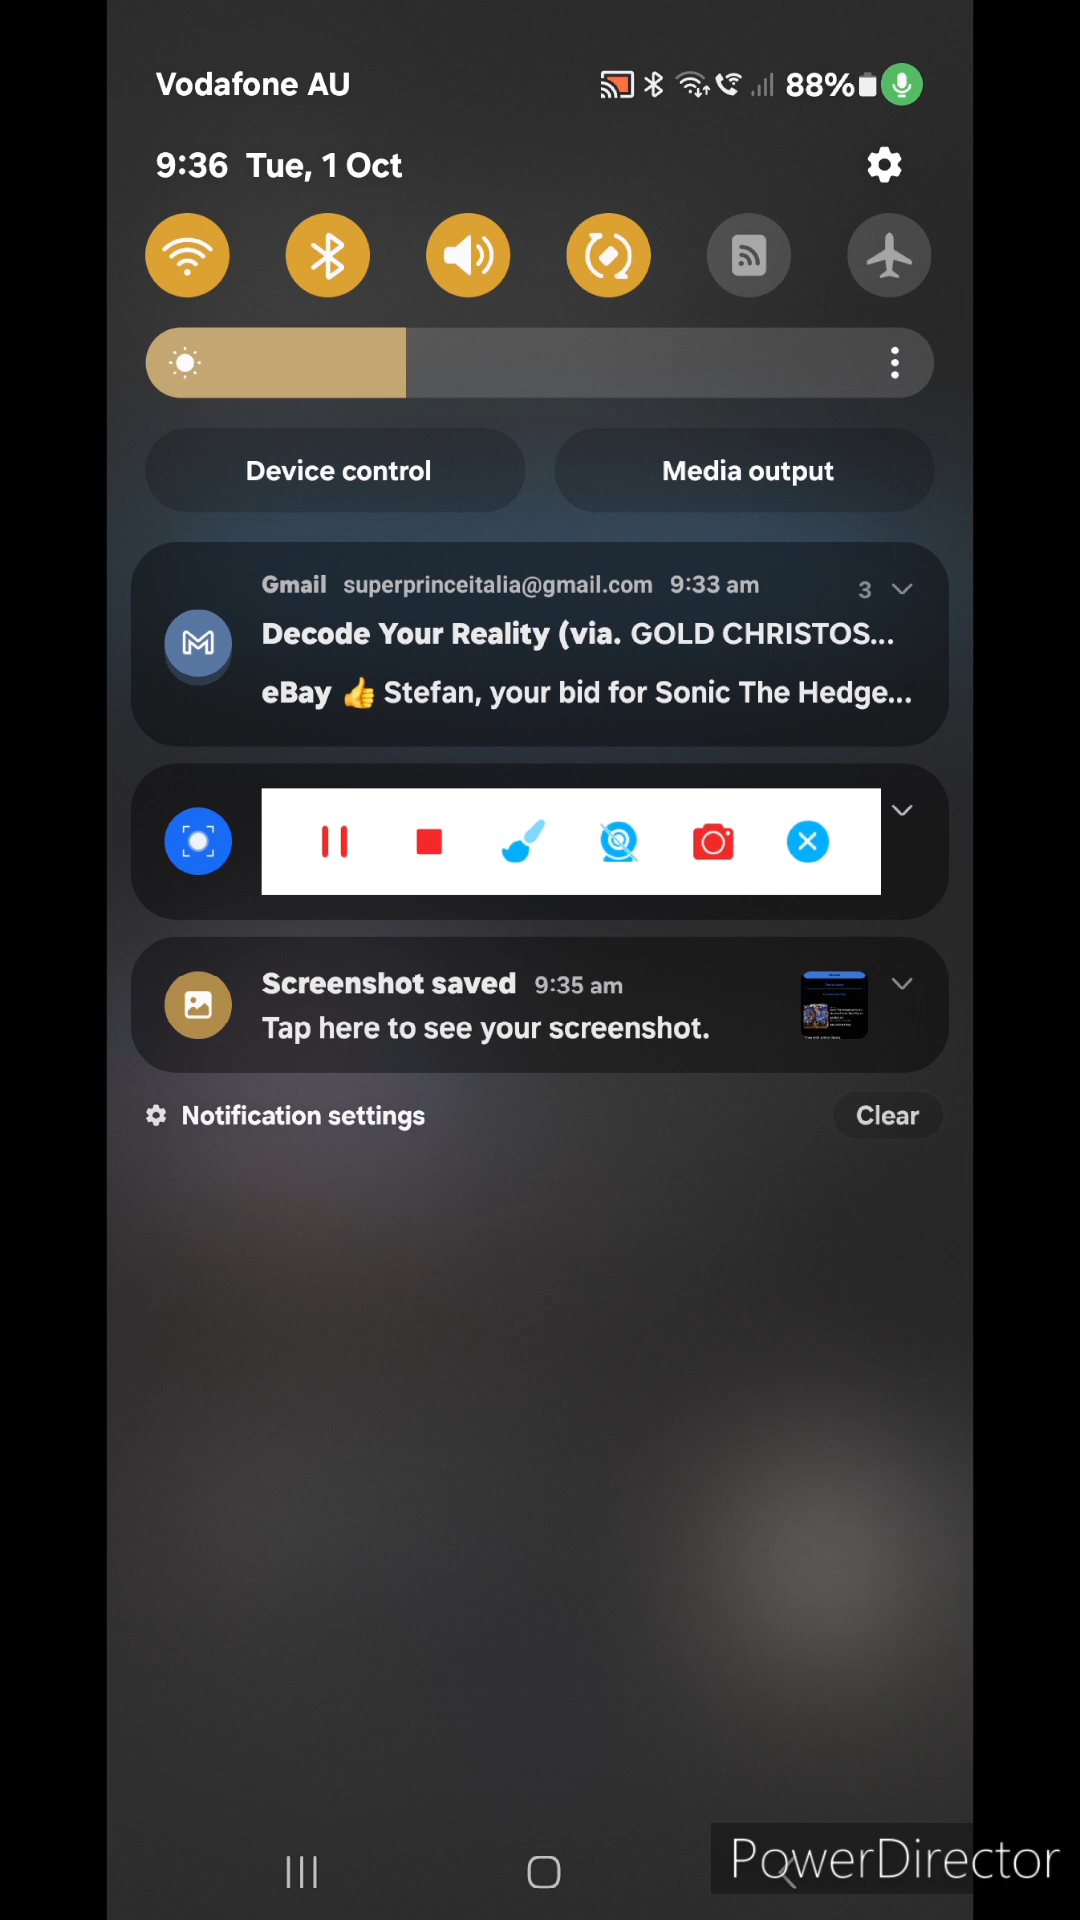 Vodafone AU
88%
9:36 Tue, 1 Oct
Device control
Media output
Gmail superprinceitalia@gmail.com 9:33 am 3
Decode Your Reality (via. GOLD CHRISTOS...
eBay 👍 Stefan, your bid for Sonic The Hedge...
Screenshot saved 9:35 am
Tap here to see your screenshot.
Notification settings
Clear
PowerDirector